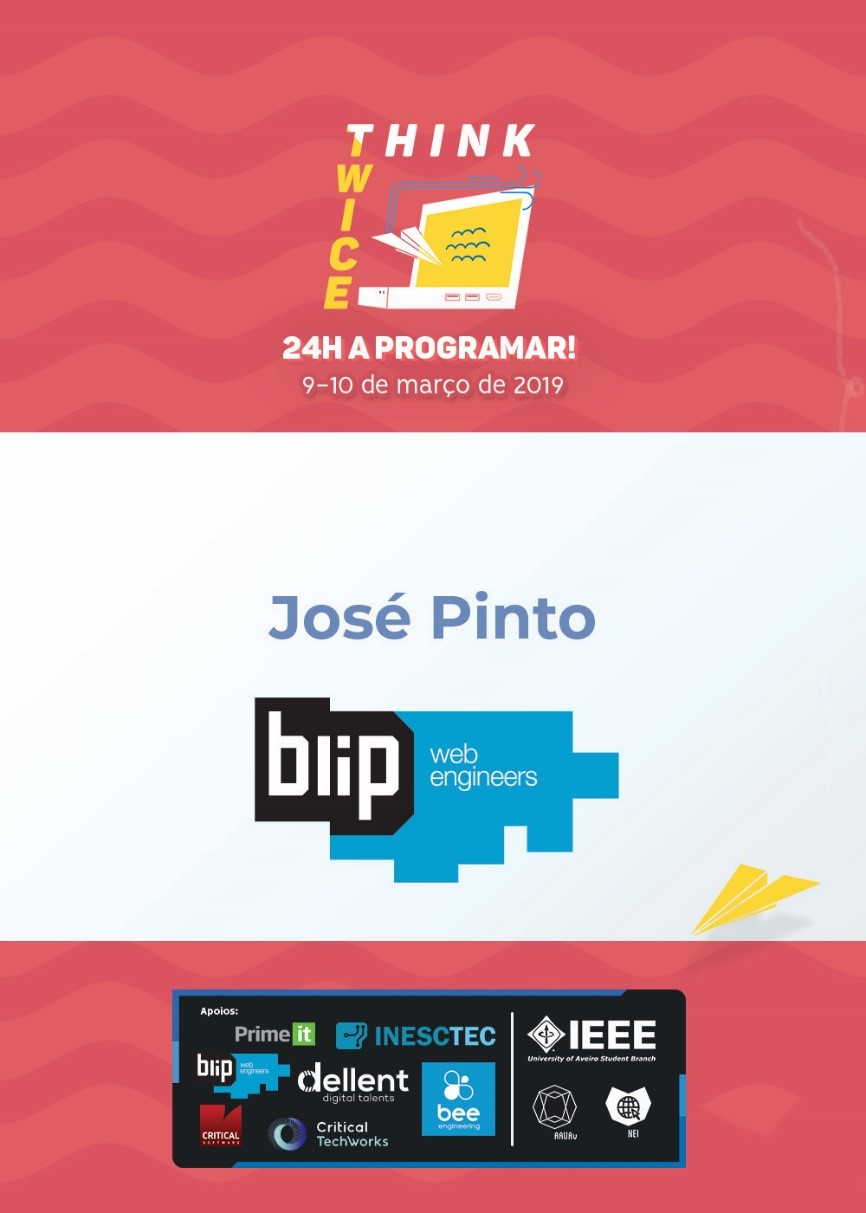 THINK
TWICE
24H A PROGRAMAR!
9-10 de março de 2019
José Pinto
blip web
engineers
Apoios:
Prime it INESCTEC
IEEE
University of Aveiro Student Branch
blip web
engineers
dellent
digital talents
bee
engineering
CRITICAL
SOFTWARE
Critical
TechWorks
AAUAv
NEI